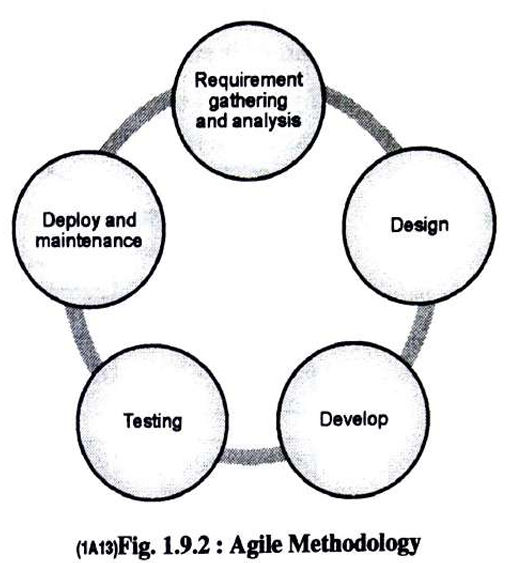 Requirement
gathering
and analysis
Design
Develop
Testing
Deploy and
maintenance
(1A13)Fig. 1.9.2 : Agile Methodology